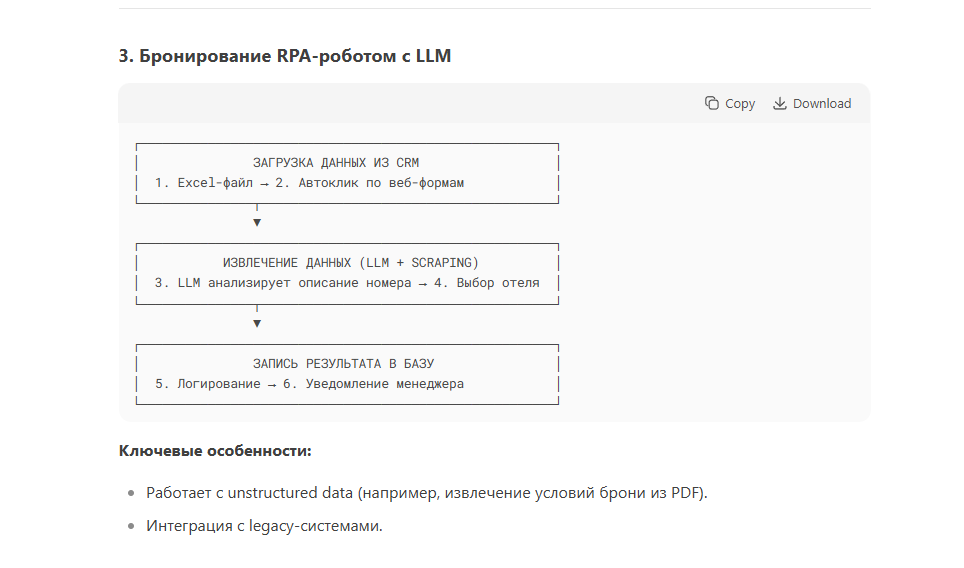 3. Бронирование RPA-роботом с LLM
Copy Download
ЗАГРУЗКА ДАННЫХ ИЗ CRM
1. Excel-файл → 2. Автоклик по веб-формам
▼
ИЗВЛЕЧЕНИЕ ДАННЫХ (LLM + SCRAPING)
3. LLM анализирует описание номера → 4. Выбор отеля
▼
ЗАПИСЬ РЕЗУЛЬТАТА В БАЗУ
5. Логирование → 6. Уведомление менеджера
Ключевые особенности:
• Работает с unstructured data (например, извлечение условий брони из PDF).
• Интеграция с legacy-системами.